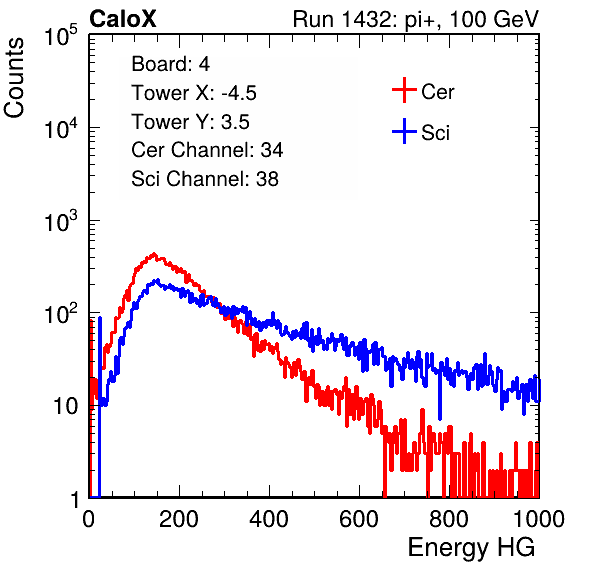 CaloX Run 1432: pi+, 100 GeV
Counts
Board: 4
Tower X: -4.5
Tower Y: 3.5
Cer Channel: 34
Sci Channel: 38
Cer
Sci
10^5
10^4
10^3
10^2
10
1
0 200 400 600 800 1000
Energy HG